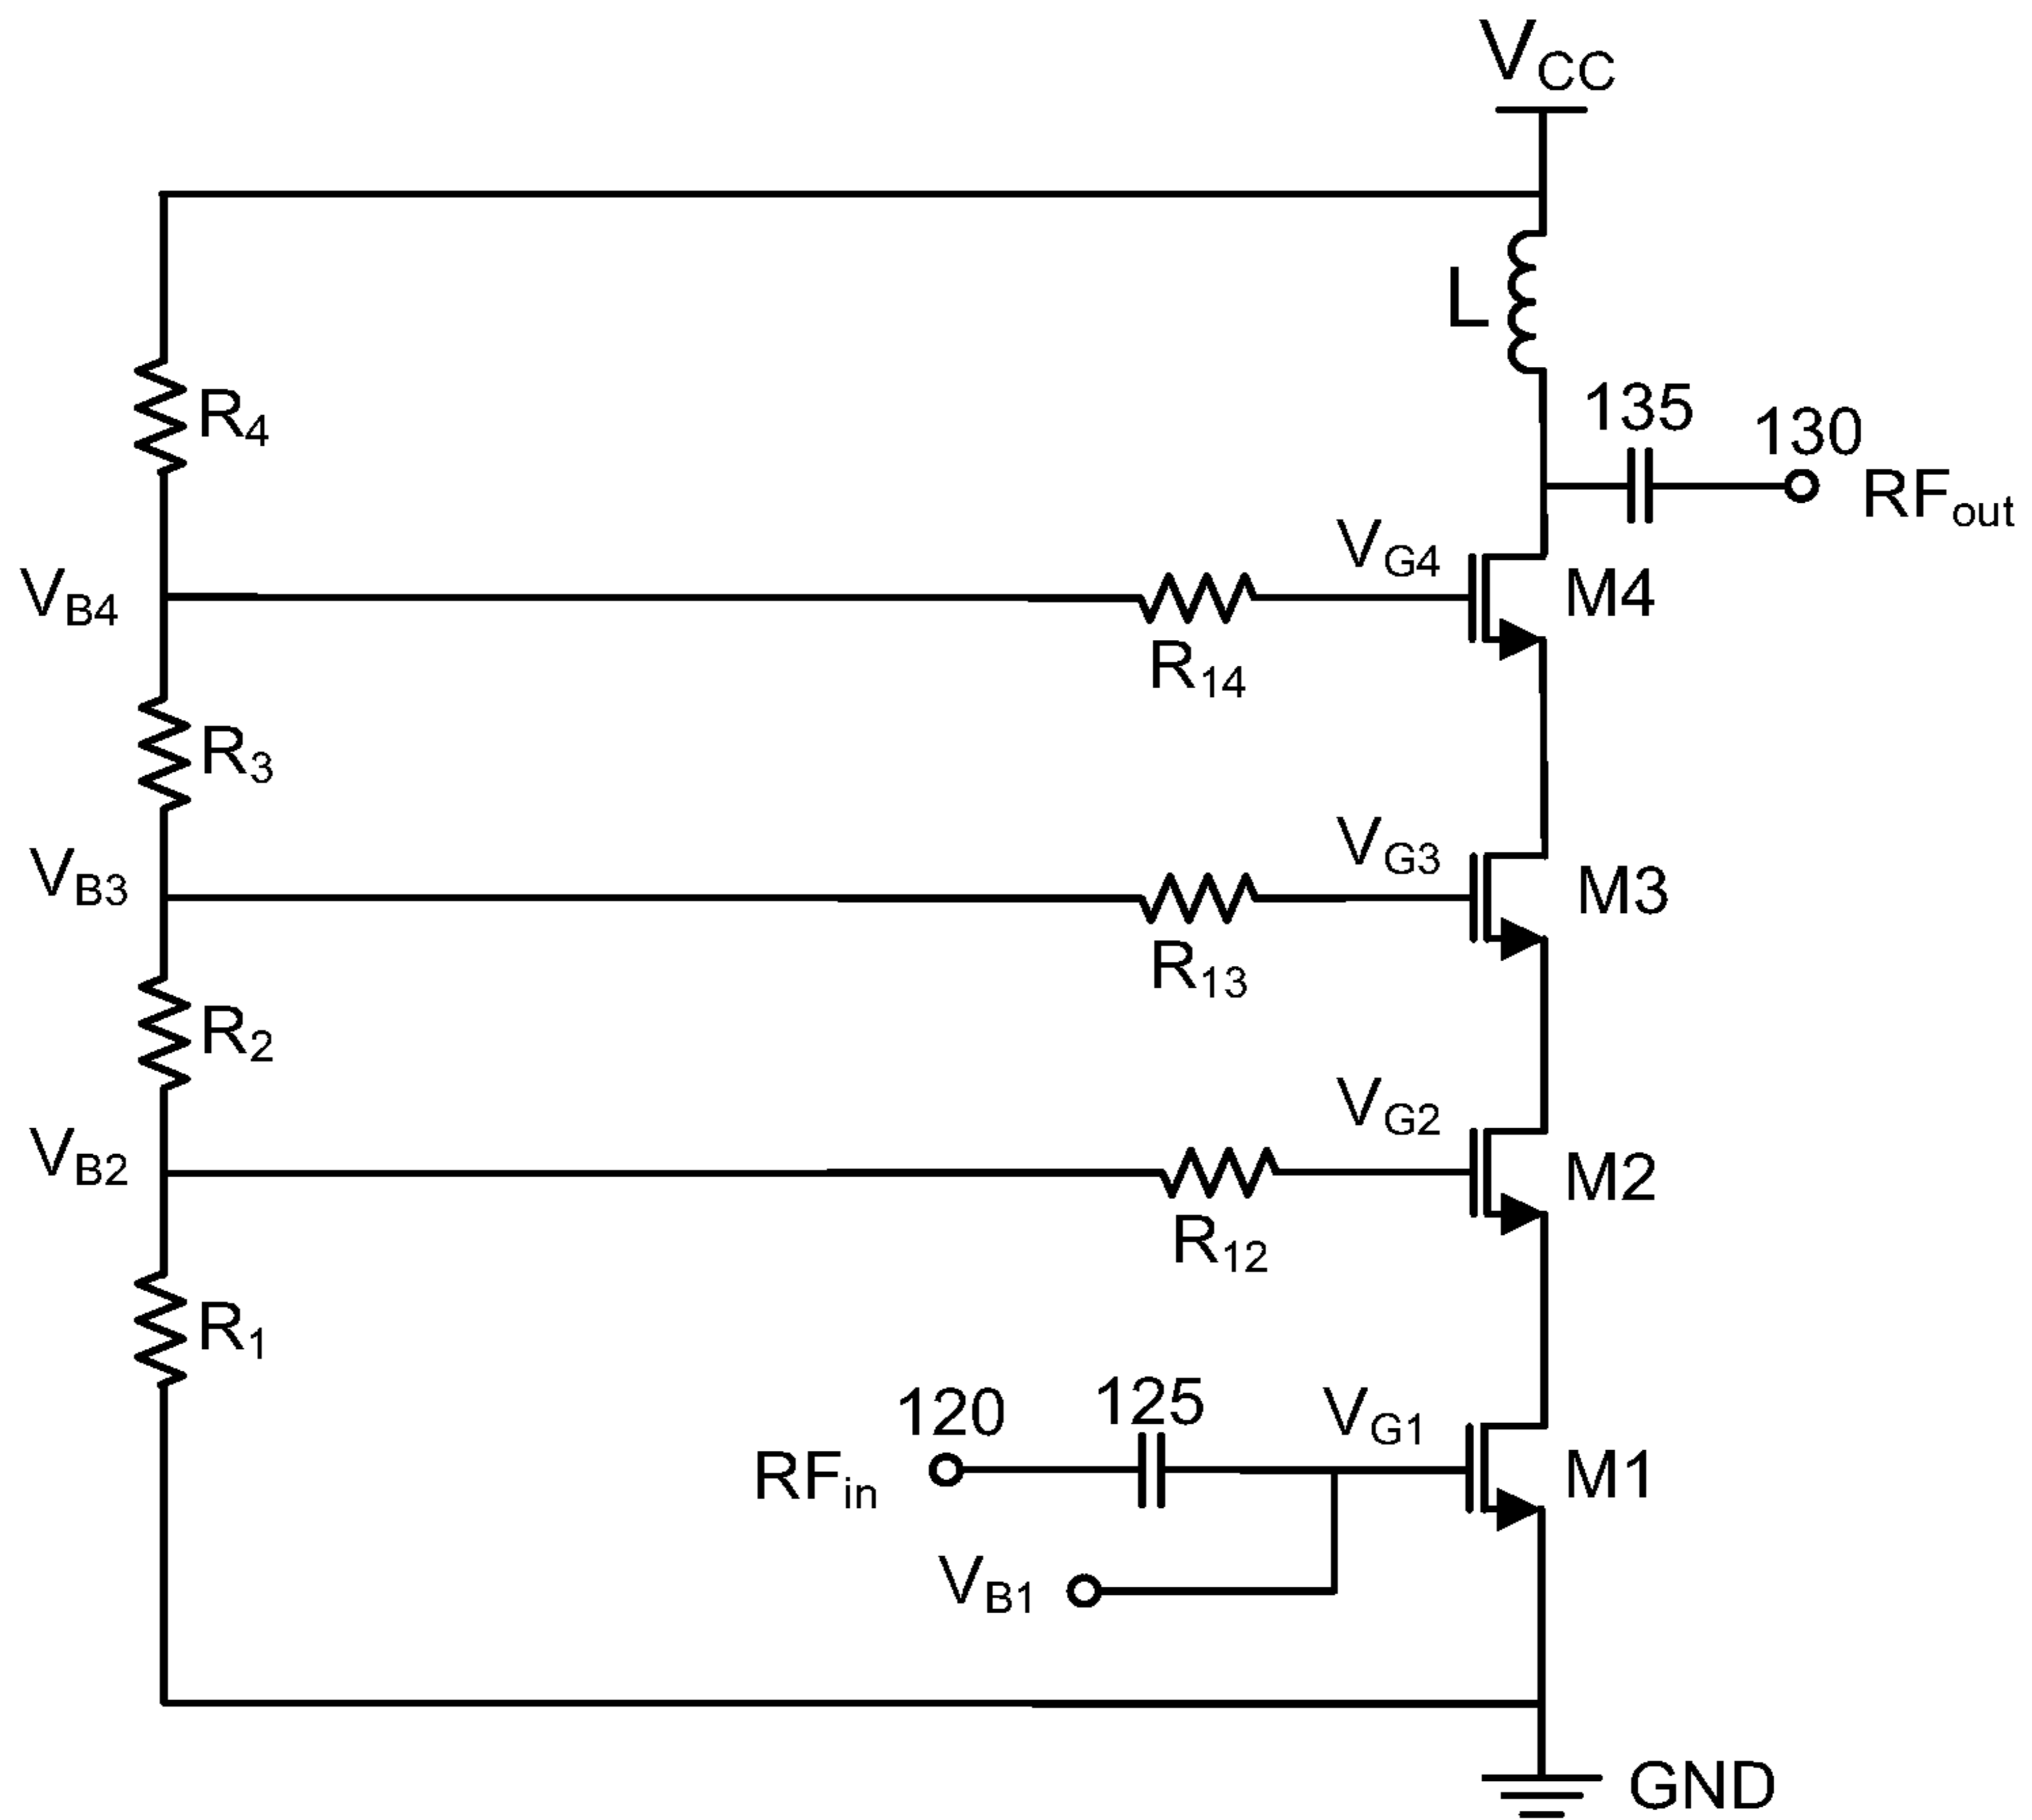 VCC
L
135
130
RFout
R4
VG4
M4
VB4
R14
R3
VG3
M3
VB3
R13
R2
VG2
M2
VB2
R12
R1
120
125
VG1
RFin
M1
VB1
GND